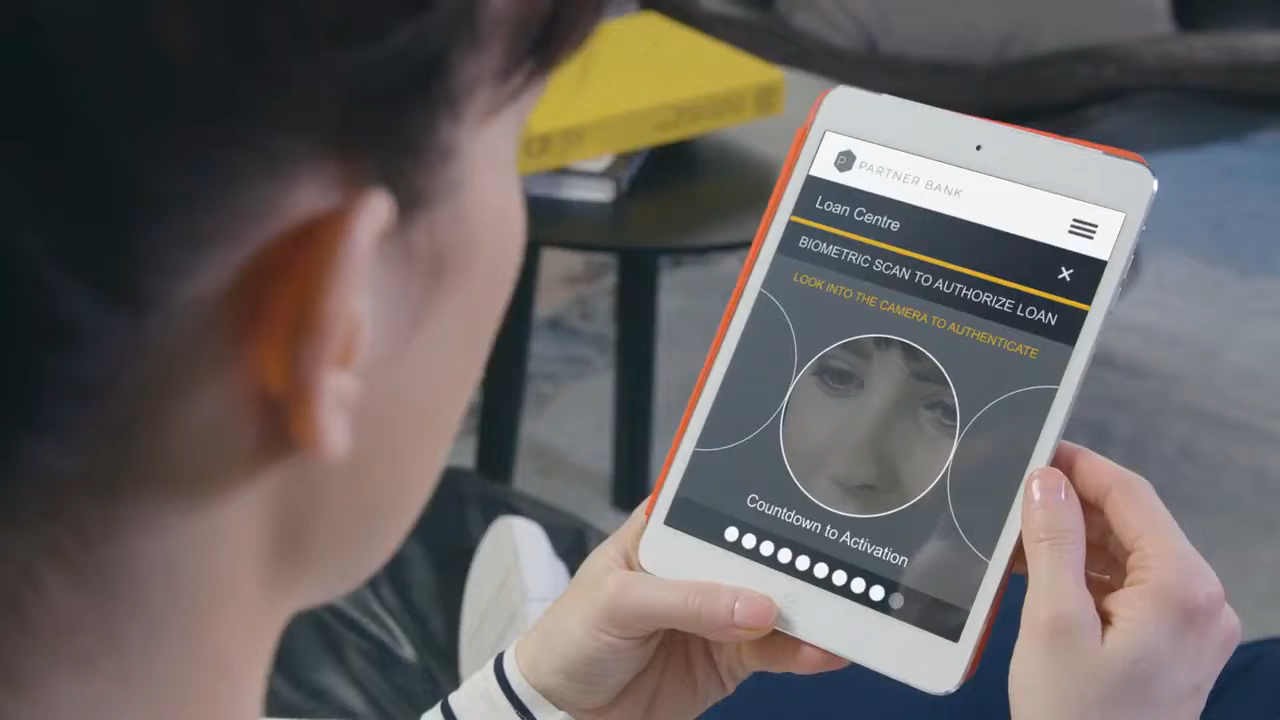 P
PARTNER BANK
Loan Centre
BIOMETRIC SCAN TO AUTHORIZE LOAN
LOOK INTO THE CAMERA TO AUTHENTICATE
Countdown to Activation